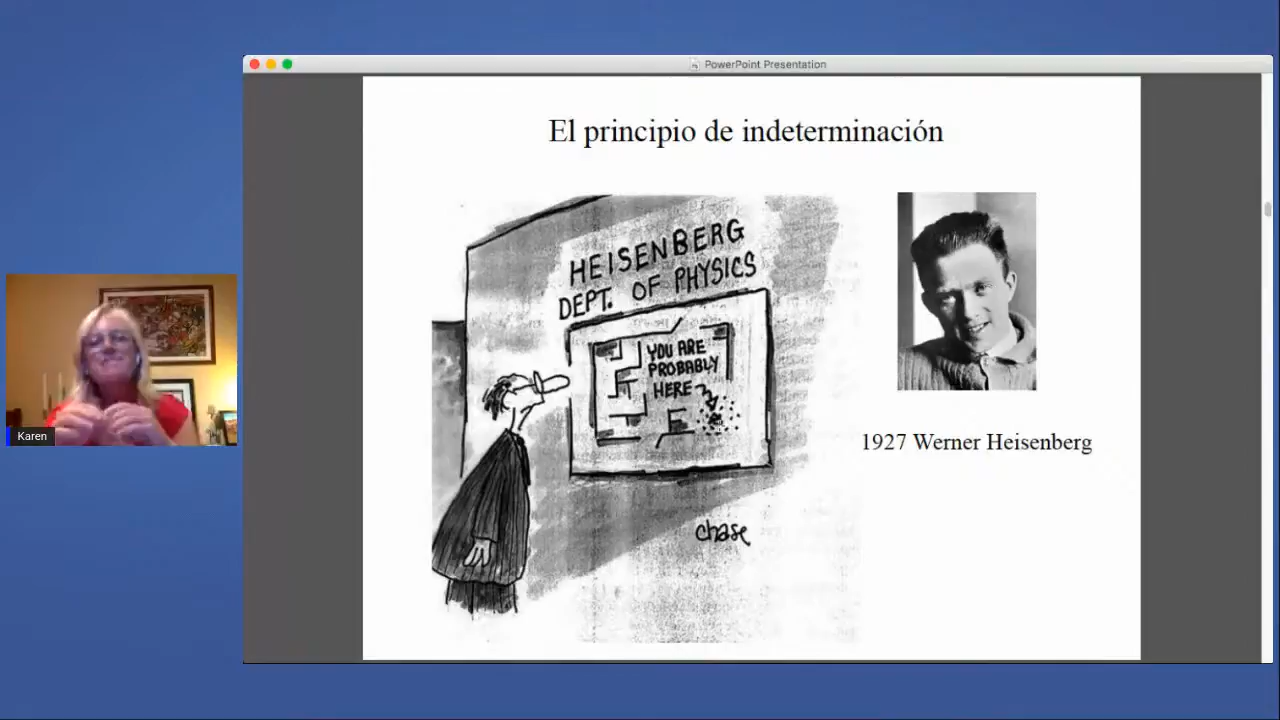 PowerPoint Presentation
El principio de indeterminación
HEISENBERG
DEPT. OF PHYSICS
YOU ARE
PROBABLY
HERE
chase
1927 Werner Heisenberg
Karen